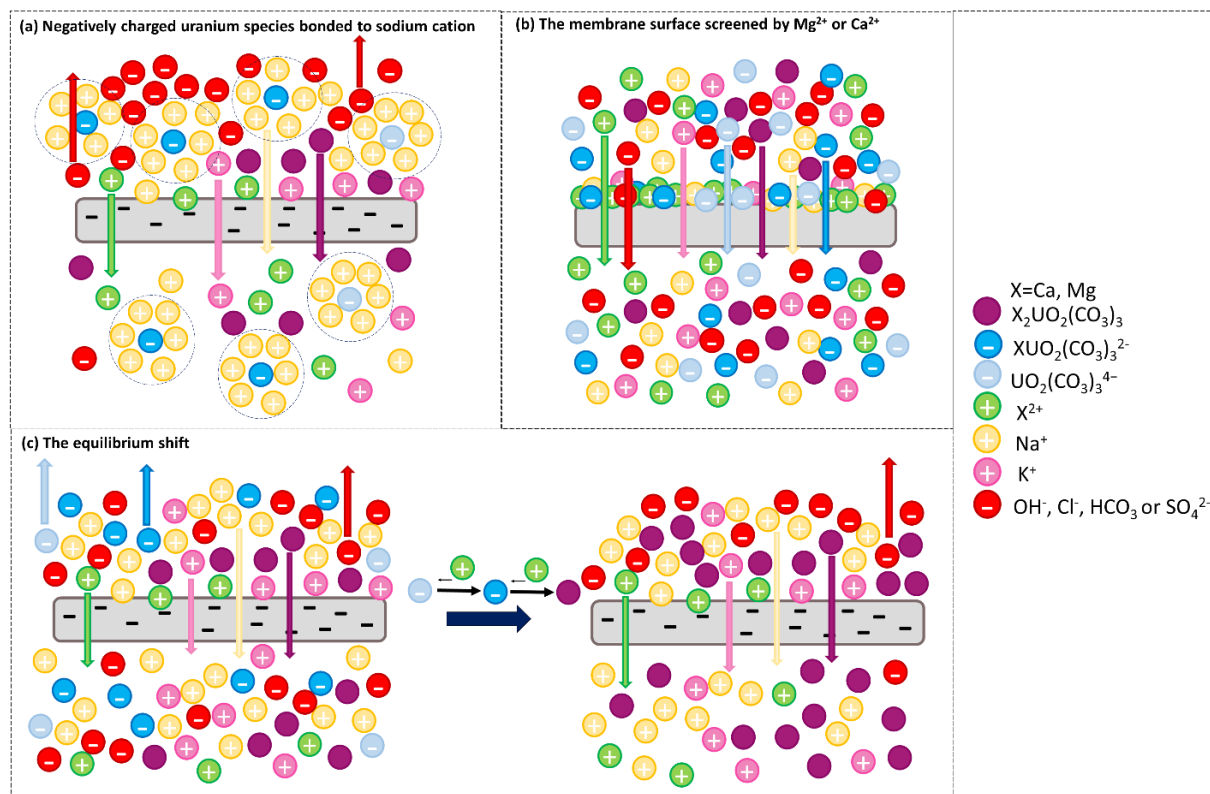 (a) Negatively charged uranium species bonded to sodium cation
(b) The membrane surface screened by Mg²⁺ or Ca²⁺
(c) The equilibrium shift
X=Ca, Mg
X₂UO₂(CO₃)₃
XUO₂(CO₃)₃²⁻
UO₂(CO₃)₃⁴⁻
X²⁺
Na⁺
K⁺
OH⁻, Cl⁻, HCO₃ or SO₄²⁻